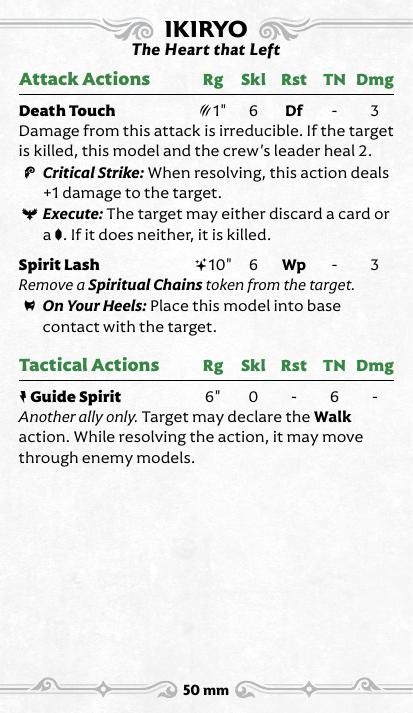 IKIRYO
The Heart that Left
Attack Actions Rg Skl Rst TN Dmg
Death Touch 1" 6 Df - 3
Damage from this attack is irreducible. If the target
is killed, this model and the crew's leader heal 2.
Critical Strike: When resolving, this action deals
+1 damage to the target.
Execute: The target may either discard a card or
a . If it does neither, it is killed.
Spirit Lash 10" 6 Wp - 3
Remove a Spiritual Chains token from the target.
On Your Heels: Place this model into base
contact with the target.
Tactical Actions Rg Skl Rst TN Dmg
Guide Spirit 6" 0 - 6 -
Another ally only. Target may declare the Walk
action. While resolving the action, it may move
through enemy models.
50 mm